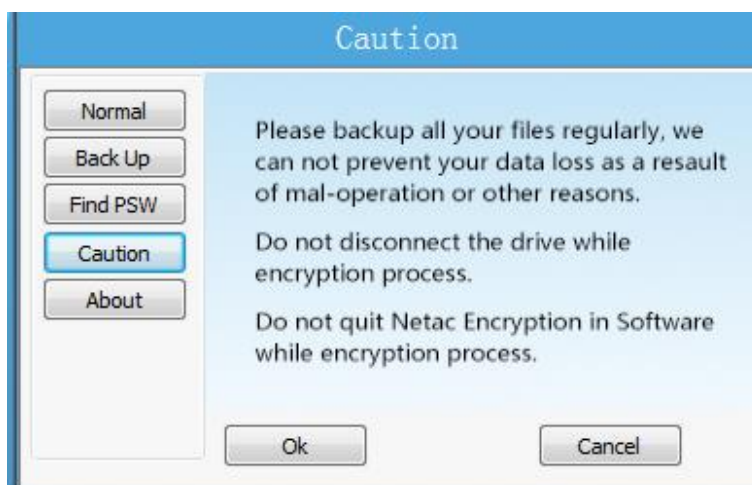 Caution
Normal
Back Up
Find PSW
Caution
About
Please backup all your files regularly, we
can not prevent your data loss as a resault
of mal-operation or other reasons.
Do not disconnect the drive while
encryption process.
Do not quit Netac Encryption in Software
while encryption process.
Ok
Cancel